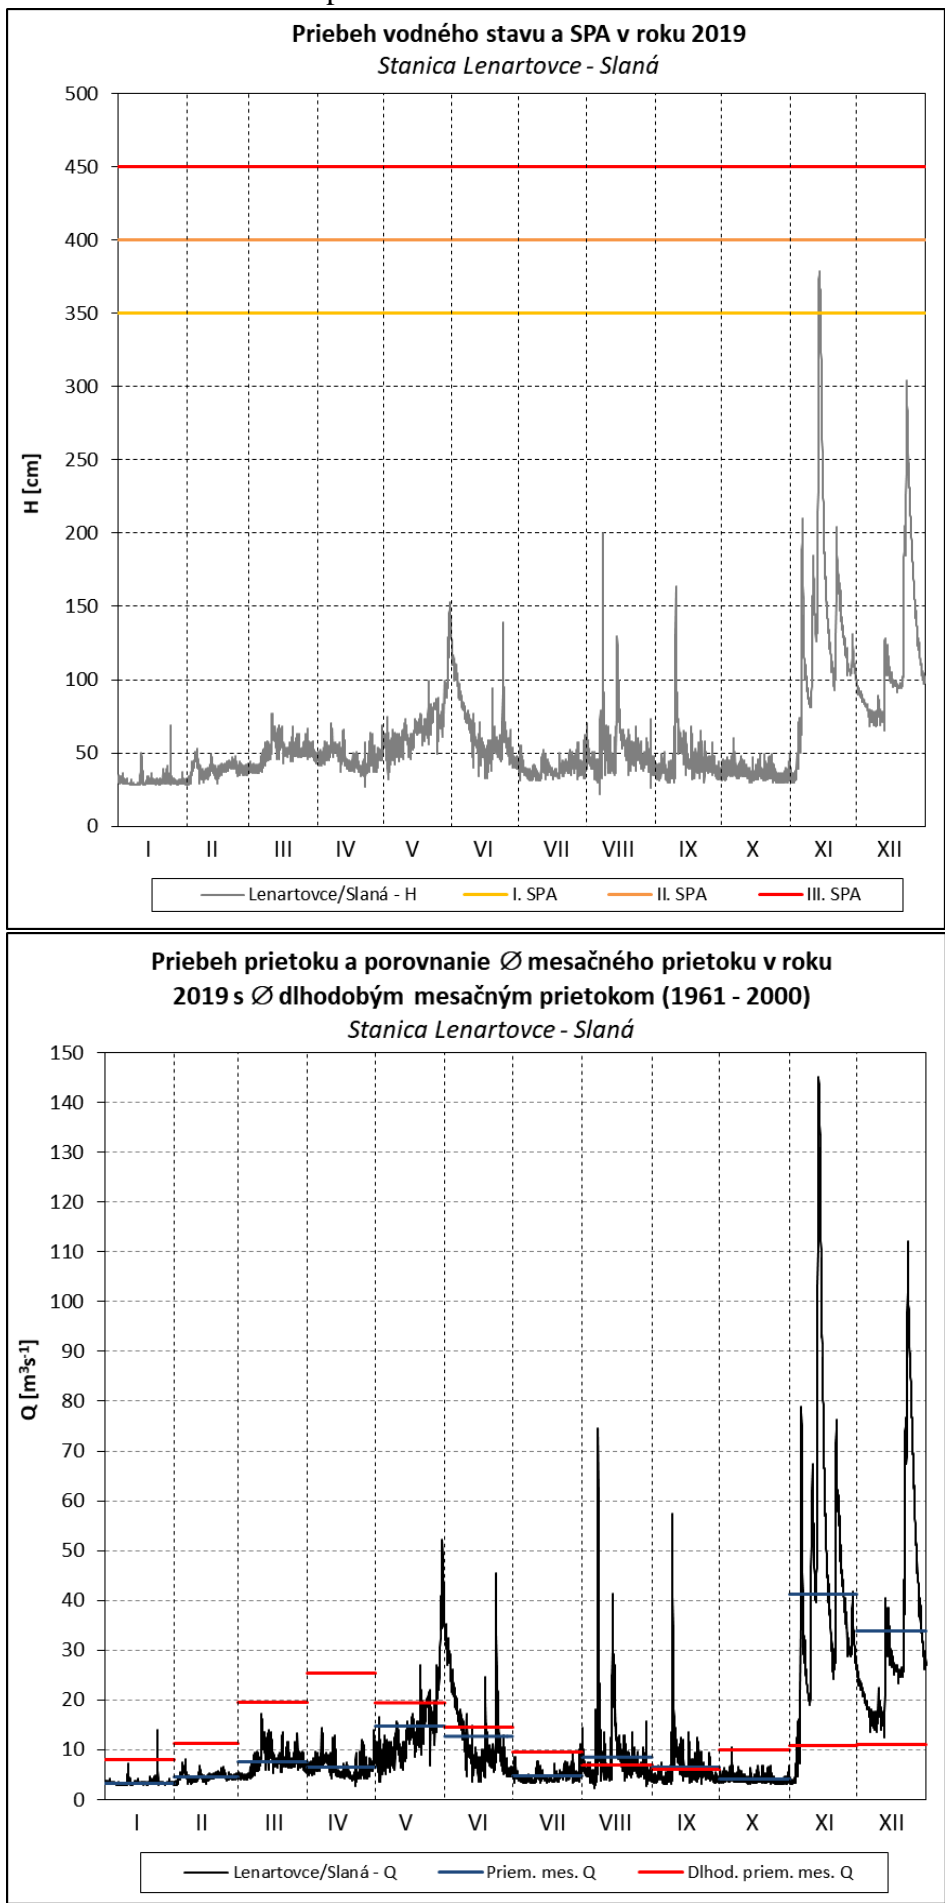 Priebeh vodného stavu a SPA v roku 2019
Stanica Lenartovce - Slaná
500
450
400
350
300
250
200
150
100
50
0
H [cm]
I II III IV V VI VII VIII IX X XI XII
Lenartovce/Slaná - H I. SPA II. SPA III. SPA
Priebeh prietoku a porovnanie Ø mesačného prietoku v roku
2019 s Ø dlhodobým mesačným prietokom (1961 - 2000)
Stanica Lenartovce - Slaná
150
140
130
120
110
100
90
80
70
60
50
40
30
20
10
0
Q [m³s⁻¹]
I II III IV V VI VII VIII IX X XI XII
Lenartovce/Slaná - Q Priem. mes. Q Dlhod. priem. mes. Q